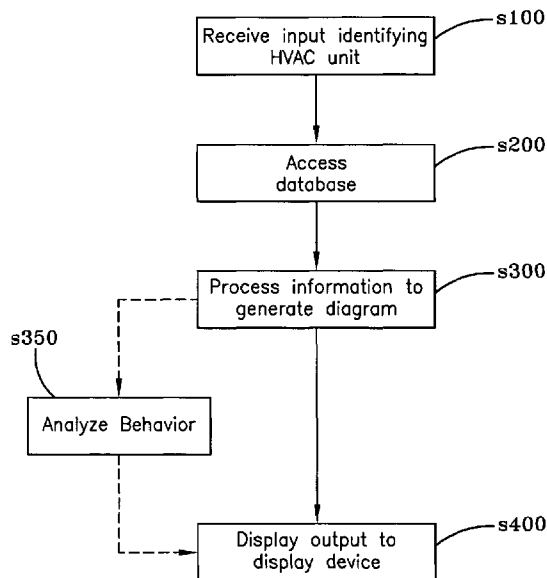 s100
Receive input identifying
HVAC unit
s200
Access
database
s300
Process information to
generate diagram
s350
Analyze Behavior
s400
Display output to
display device